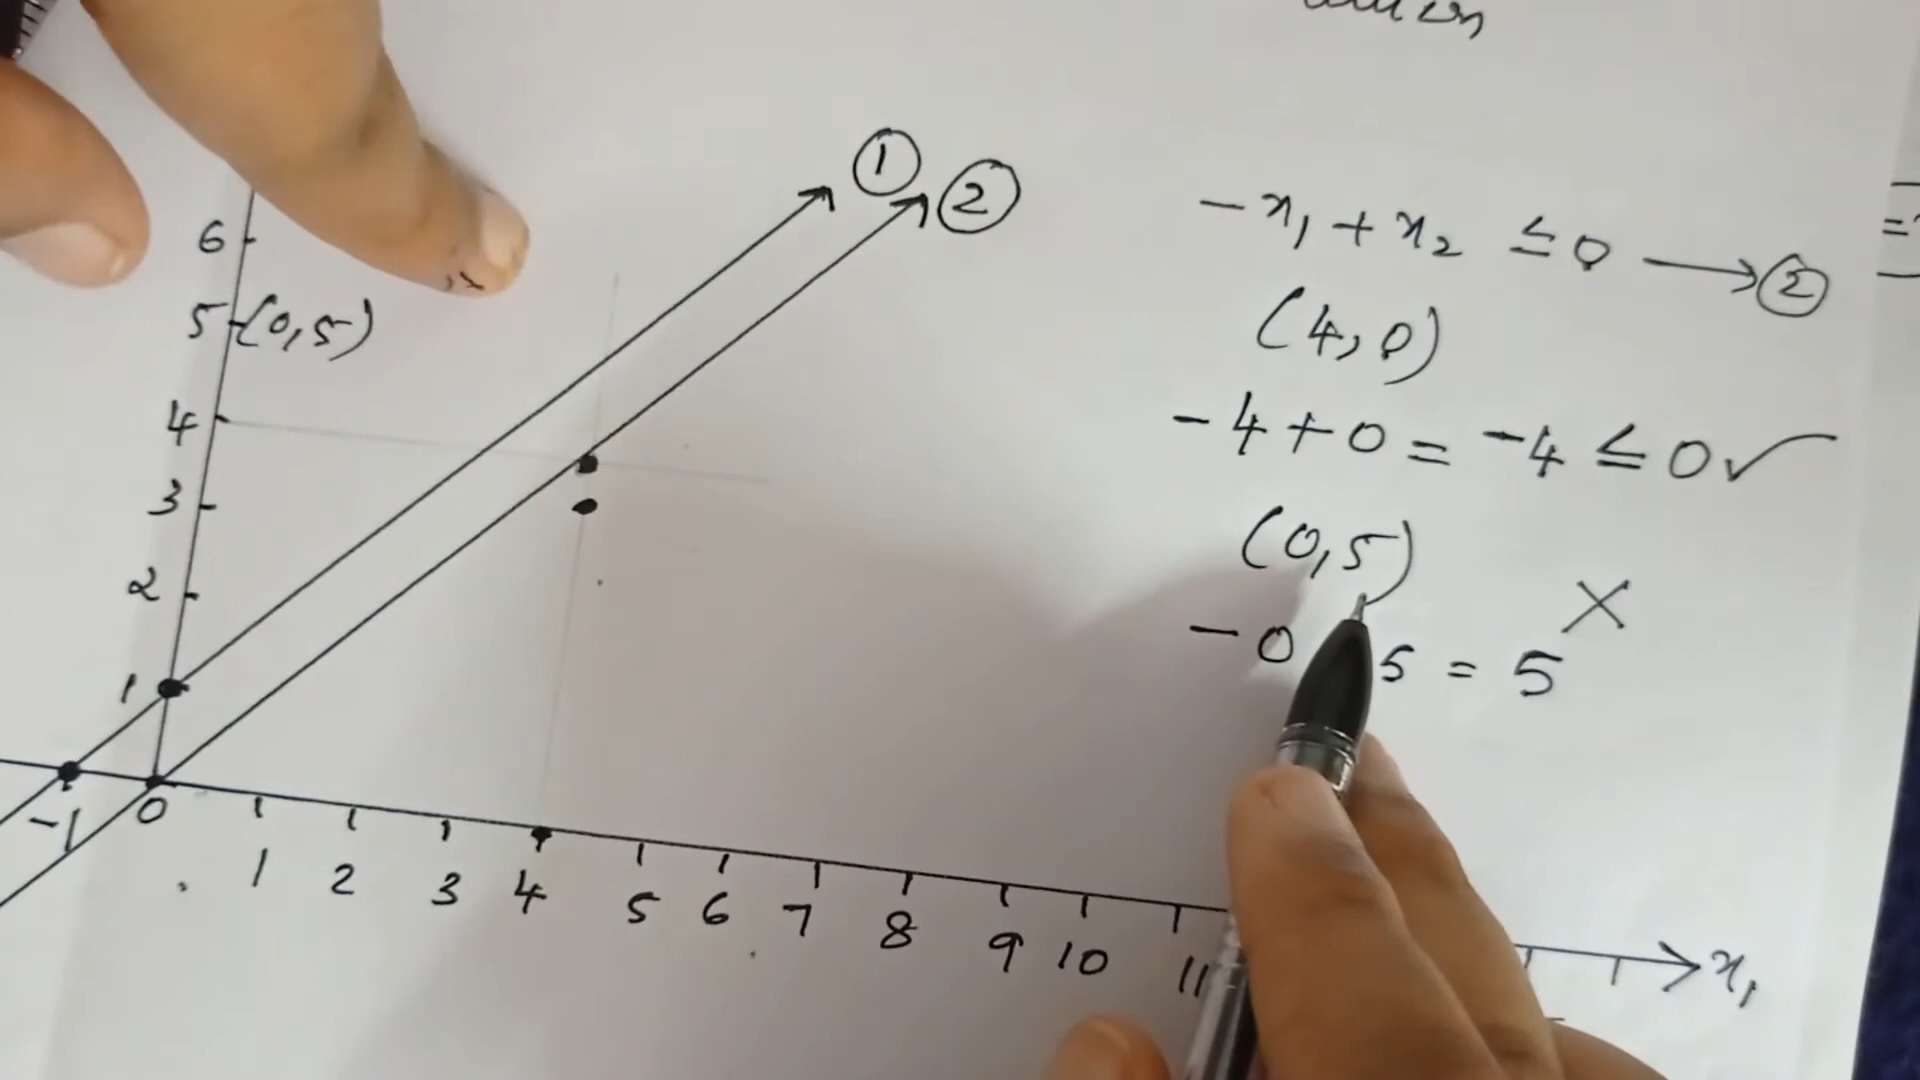 ① ②
6
5 (0,5)
4
3
2
1
-1 0 1 2 3 4 5 6 7 8 9 10 11 x₁
-x₁ + x₂ ≤ 0 → ②
(4,0)
-4 + 0 = -4 ≤ 0 ✓
(0,5)
-0 5 = 5 ✗